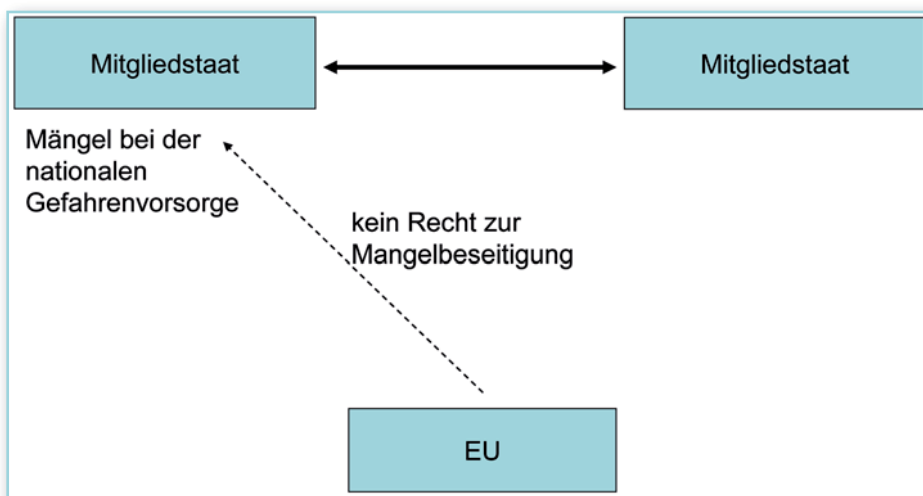 Mitgliedstaat
Mitgliedstaat
Mängel bei der
nationalen
Gefahrenvorsorge
kein Recht zur
Mangelbeseitigung
EU